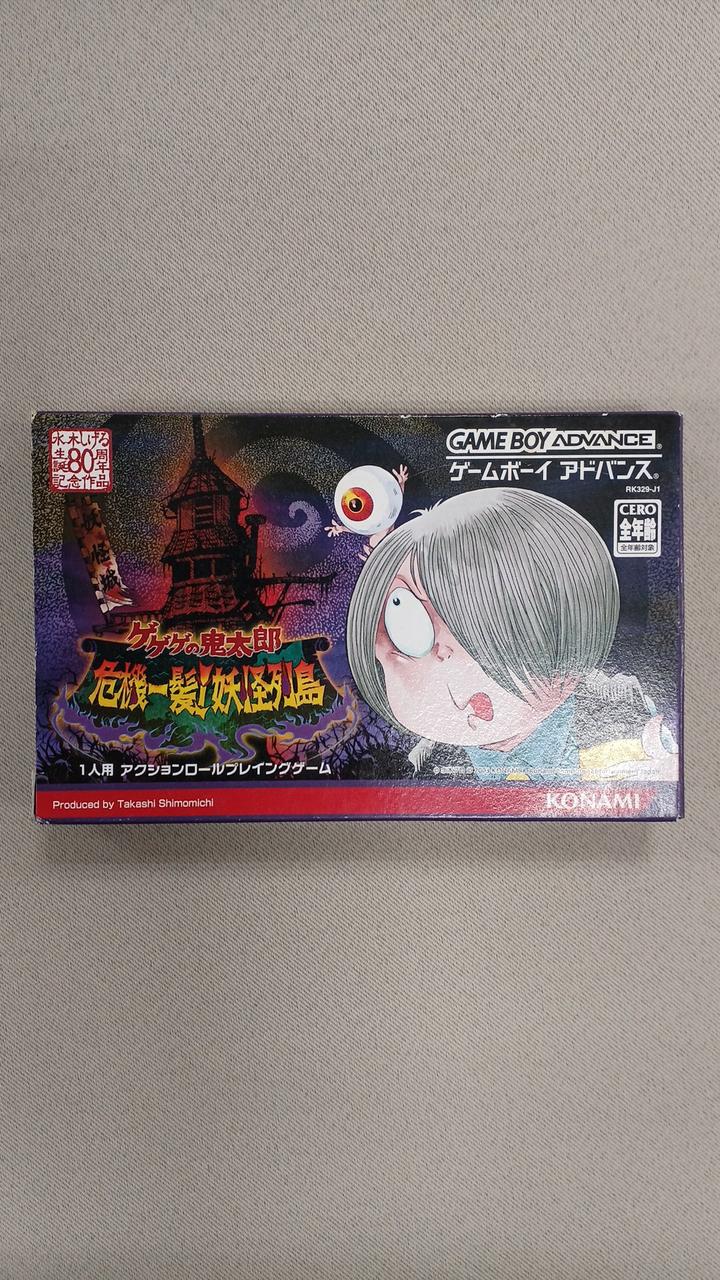 水木しげる
生誕80周年
記念作品
GAME BOY ADVANCE
ゲームボーイ アドバンス
RK329-J1
CERO
全年齢
全年齢対象
妖怪城
ゲゲゲの鬼太郎
危機一髪!妖怪列島
1人用 アクションロールプレイングゲーム
Produced by Takashi Shimomichi
KONAMI